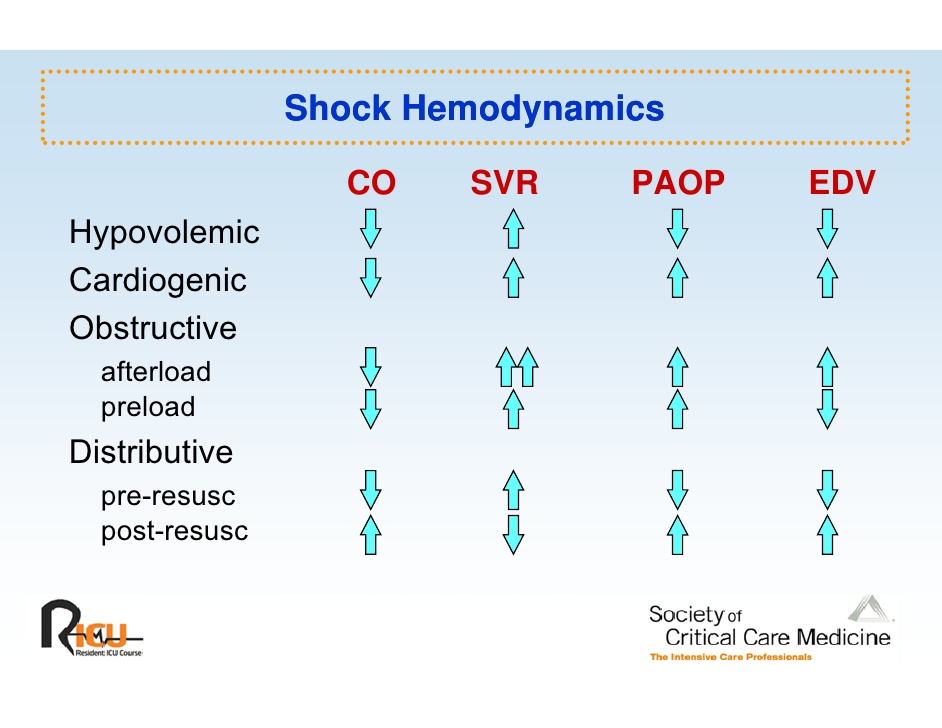 Shock Hemodynamics
CO SVR PAOP EDV
Hypovolemic
Cardiogenic
Obstructive
afterload
preload
Distributive
pre-resusc
post-resusc
RICU
Resident ICU Course
Society of
Critical Care Medicine
The Intensive Care Professionals